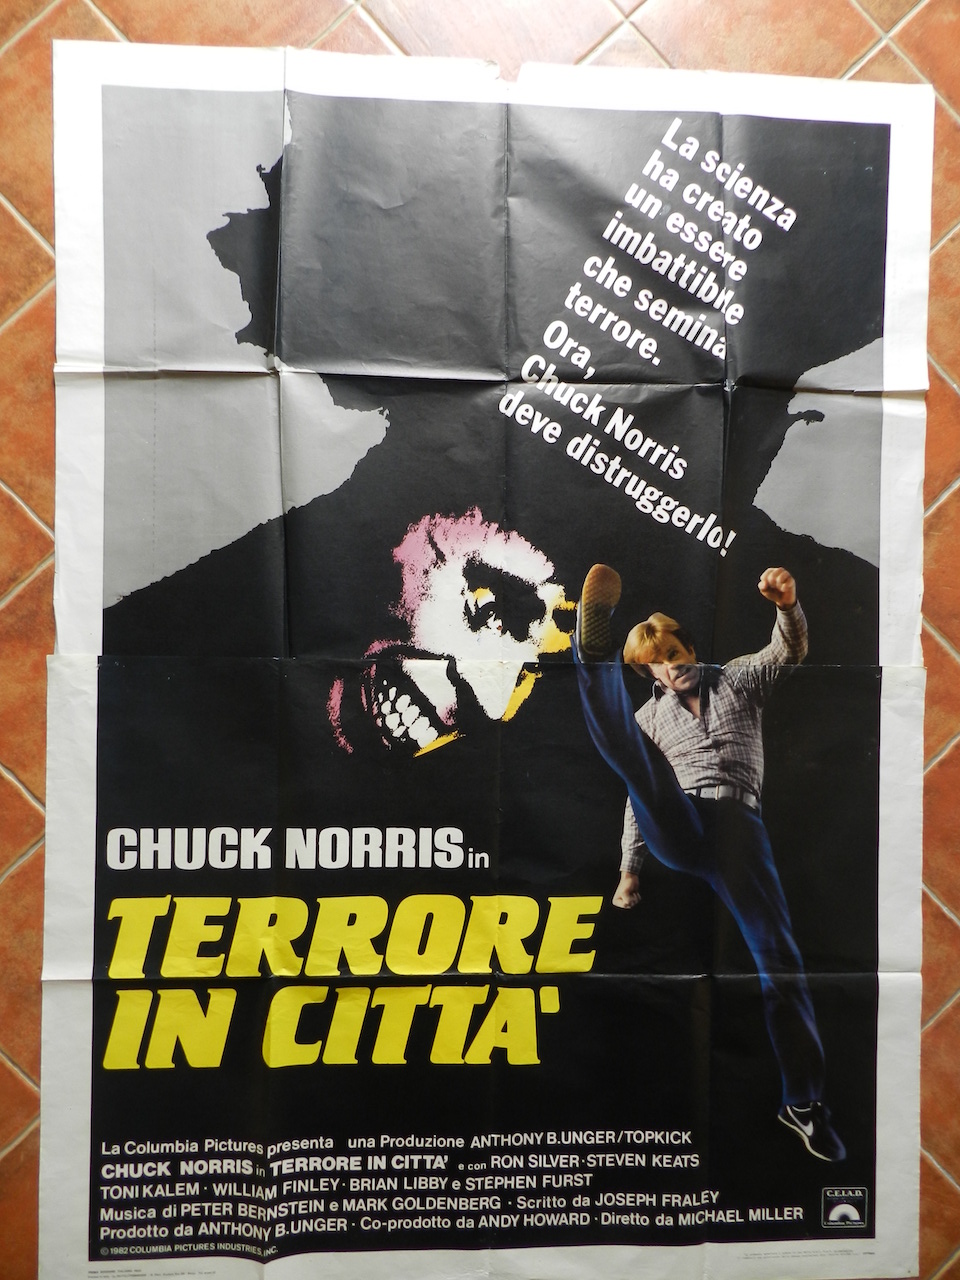 La scienza
ha creato
un essere
imbattibile
che semina
terrore.
Ora,
Chuck Norris
deve distruggerlo!
CHUCK NORRIS in
TERRORE
IN CITTA'
La Columbia Pictures presenta una Produzione ANTHONY B.UNGER/TOPKICK
CHUCK NORRIS in TERRORE IN CITTA' e con RON SILVER·STEVEN KEATS
TONI KALEM · WILLIAM FINLEY · BRIAN LIBBY e STEPHEN FURST
Musica di PETER BERNSTEIN e MARK GOLDENBERG · Scritto da JOSEPH FRALEY
Prodotto da ANTHONY B.UNGER · Co-prodotto da ANDY HOWARD · Diretto da MICHAEL MILLER
© 1982 COLUMBIA PICTURES INDUSTRIES, INC.
C.E.I.A.D.
Columbia Pictures